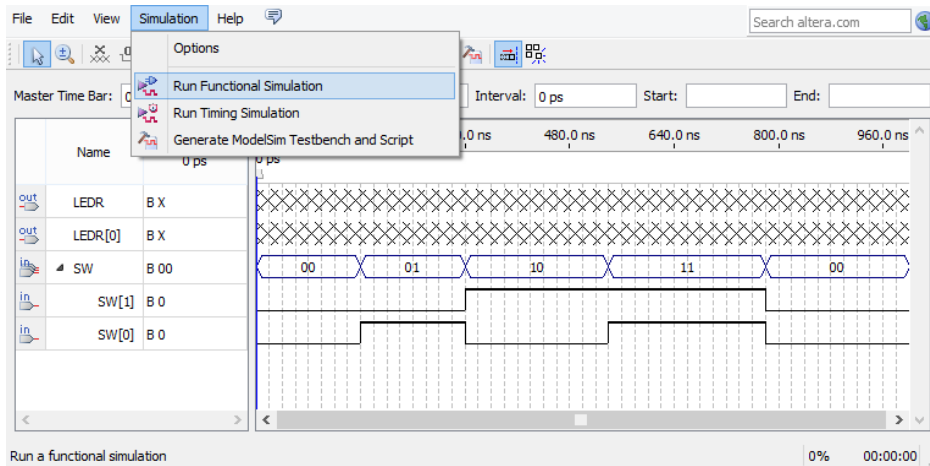 File Edit View Simulation Help
Search altera.com
Options
Run Functional Simulation
Run Timing Simulation
Generate ModelSim Testbench and Script
Master Time Bar: Interval: 0 ps Start: End:
Name 0 ps 0 ps .0 ns 480.0 ns 640.0 ns 800.0 ns 960.0 ns
out LEDR B X
out LEDR[0] B X
in SW B 00 00 01 10 11 00
in SW[1] B 0
in SW[0] B 0
Run a functional simulation 0% 00:00:00